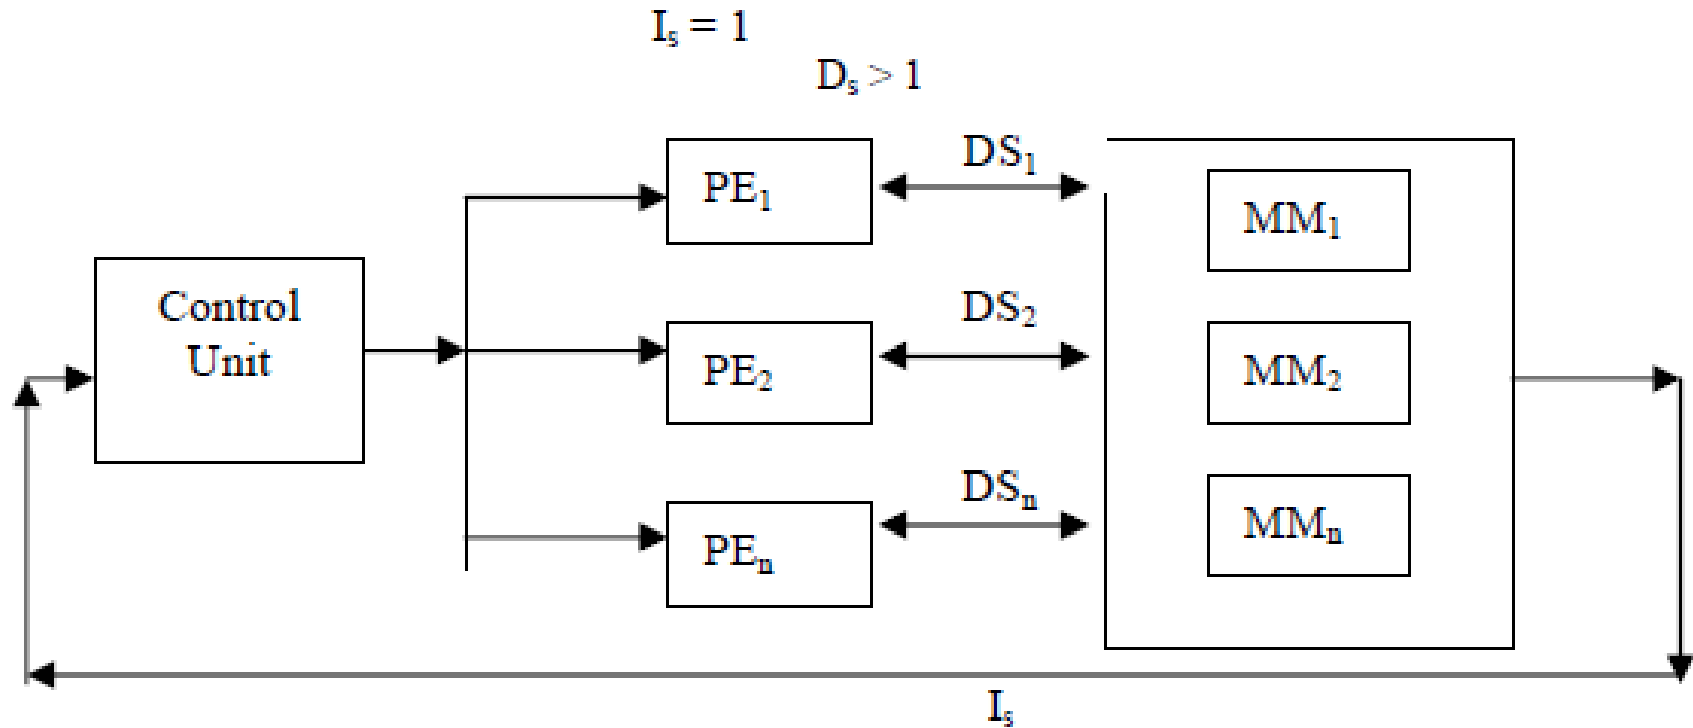 Iₛ = 1
Dₛ > 1
DS₁
PE₁
MM₁
Control
Unit
DS₂
PE₂
MM₂
DSₙ
PEₙ
MMₙ
Iₛ